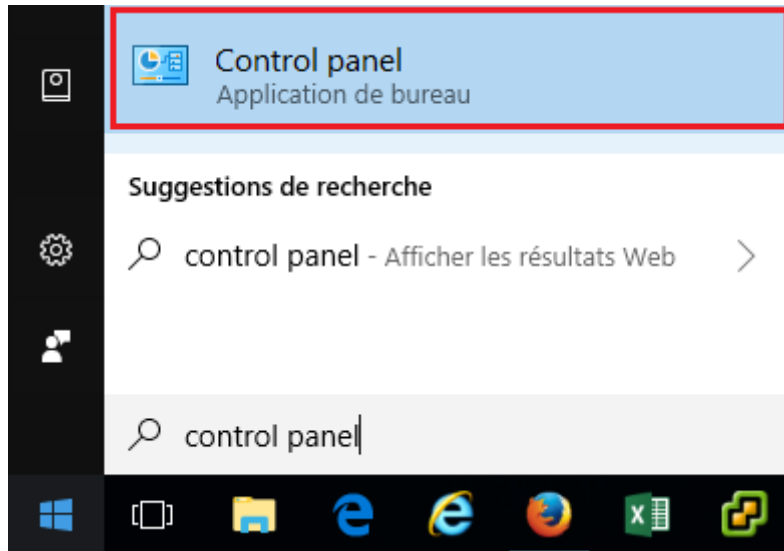 Control panel
Application de bureau
Suggestions de recherche
control panel - Afficher les résultats Web
control panel